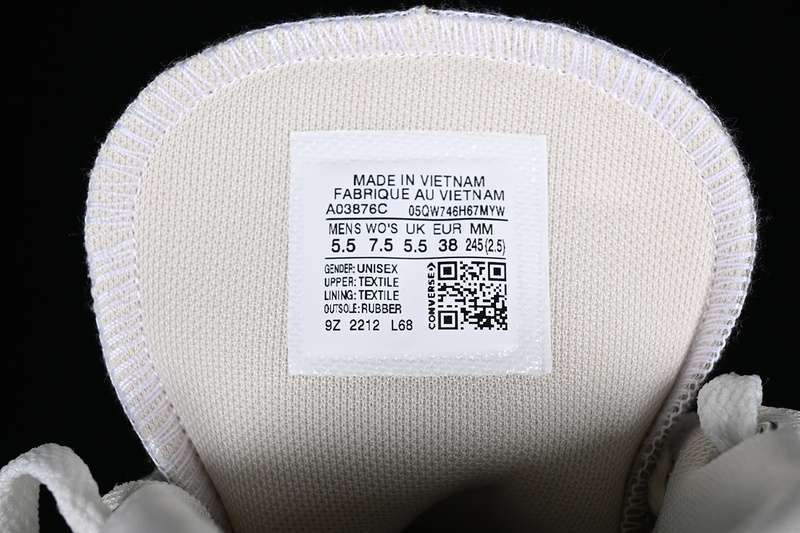 MADE IN VIETNAM
FABRIQUE AU VIETNAM
A03876C 05QW746H67MYW
MENS WO'S UK EUR MM
5.5 7.5 5.5 38 245(2.5)
GENDER: UNISEX
UPPER: TEXTILE
LINING: TEXTILE
OUTSOLE: RUBBER
9Z 2212 L68
CONVERSE